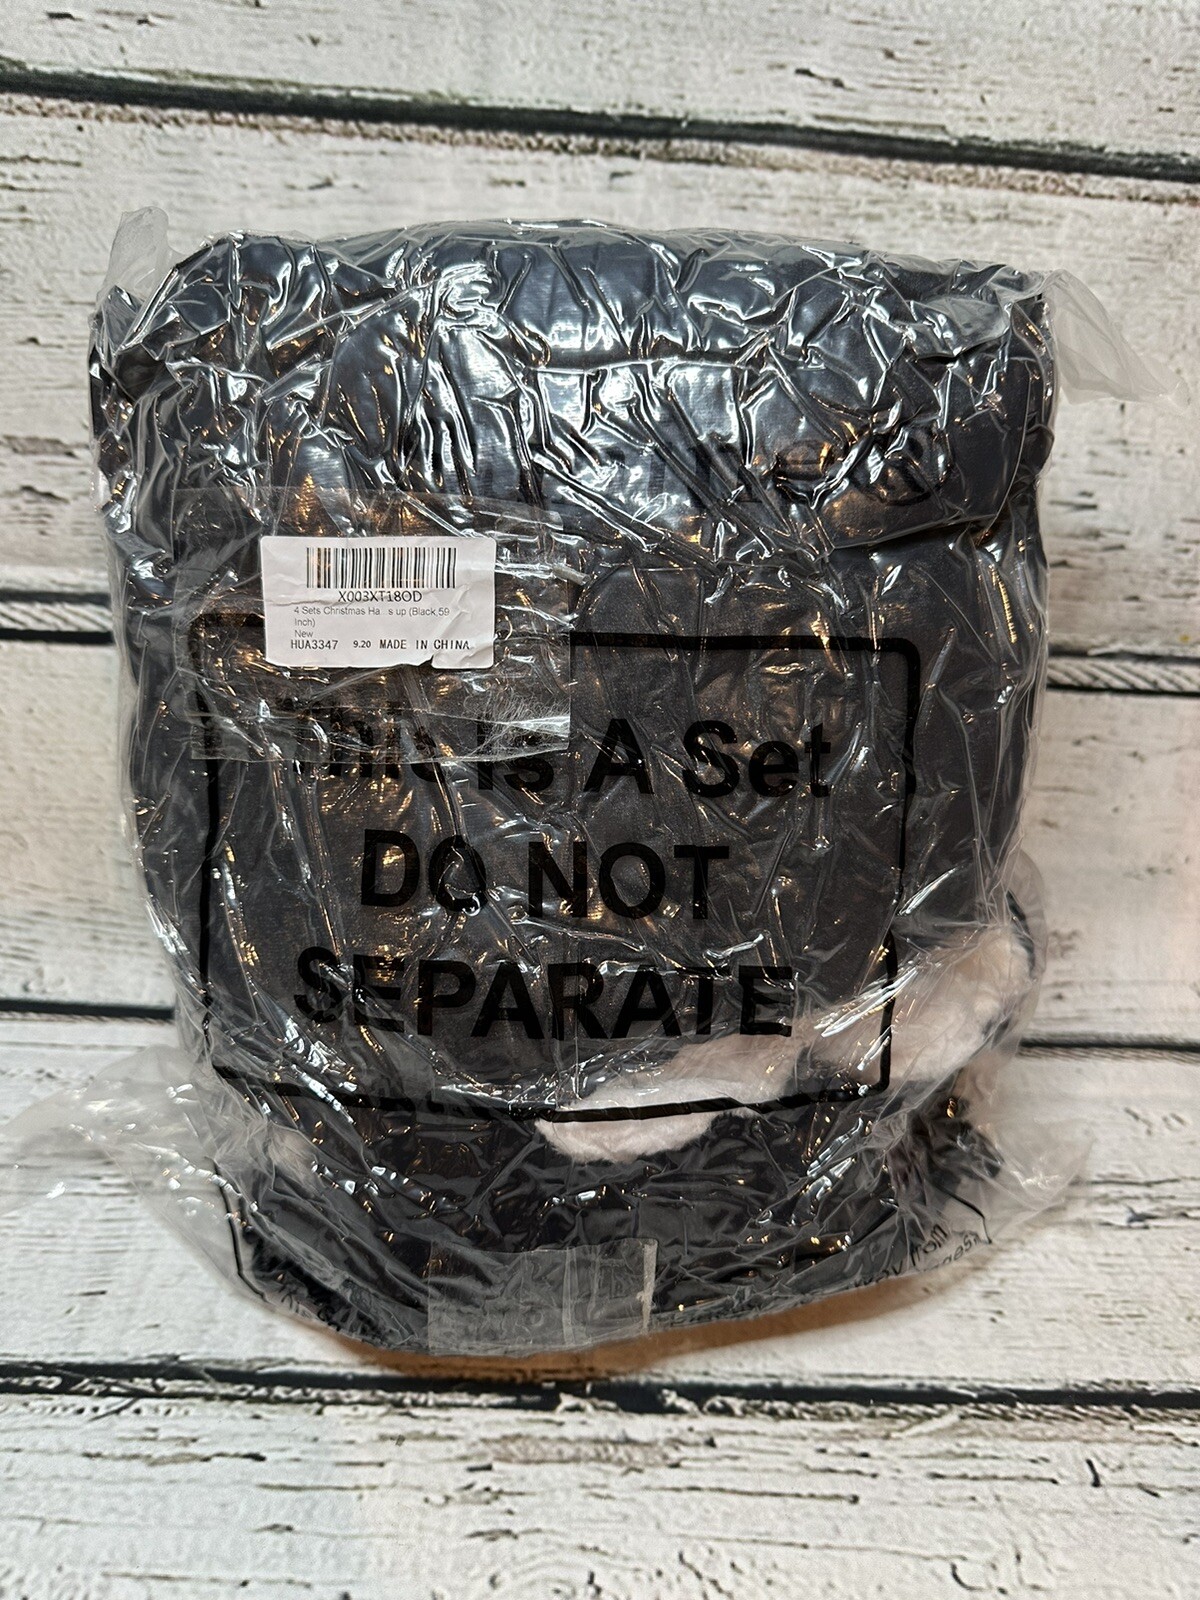 X003XT18OD
4 Sets Christmas Ha s up (Black,59
Inch)
New
HUA3347 9.20 MADE IN CHINA
This Is A Set
DO NOT
SEPARATE
from